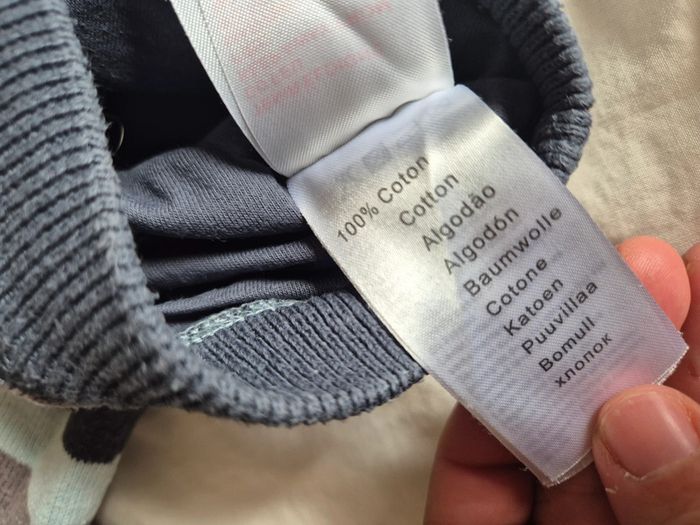 100% Coton
Cotton
Algodão
Algodón
Baumwolle
Cotone
Katoen
Puuvillaa
Bomull
хлопок